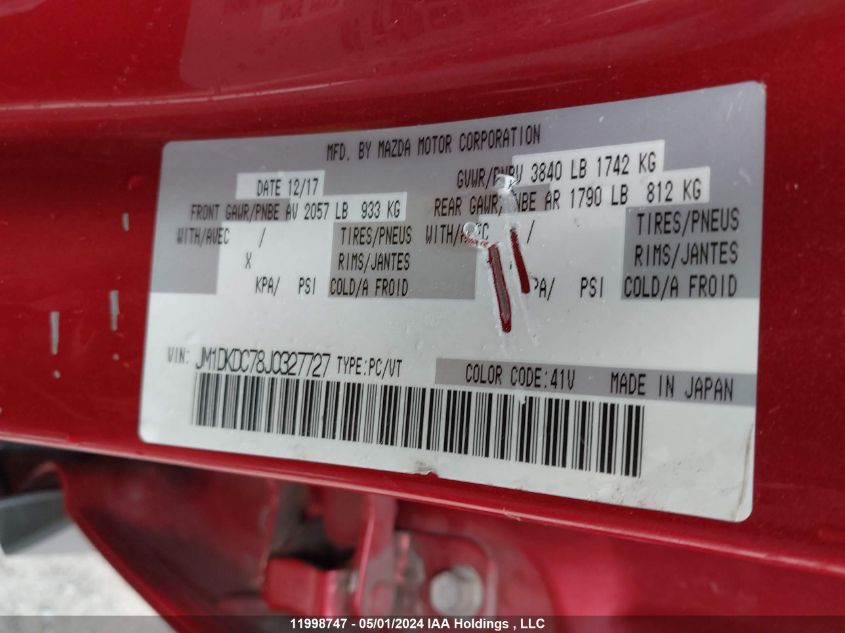 MFD. BY MAZDA MOTOR CORPORATION
DATE 12/17 GVWR/PNBV 3840 LB 1742 KG
FRONT GAWR/PNBE AV 2057 LB 933 KG REAR GAWR/PNBE AR 1790 LB 812 KG
WITH/AVEC / TIRES/PNEUS WITH/AVEC / TIRES/PNEUS
X RIMS/JANTES RIMS/JANTES
KPA/ PSI COLD/A FROID PA/ PSI COLD/A FROID
VIN: JM1DKDC78J0327727 TYPE:PC/VT COLOR CODE:41V MADE IN JAPAN
11998747 - 05/01/2024 IAA Holdings , LLC